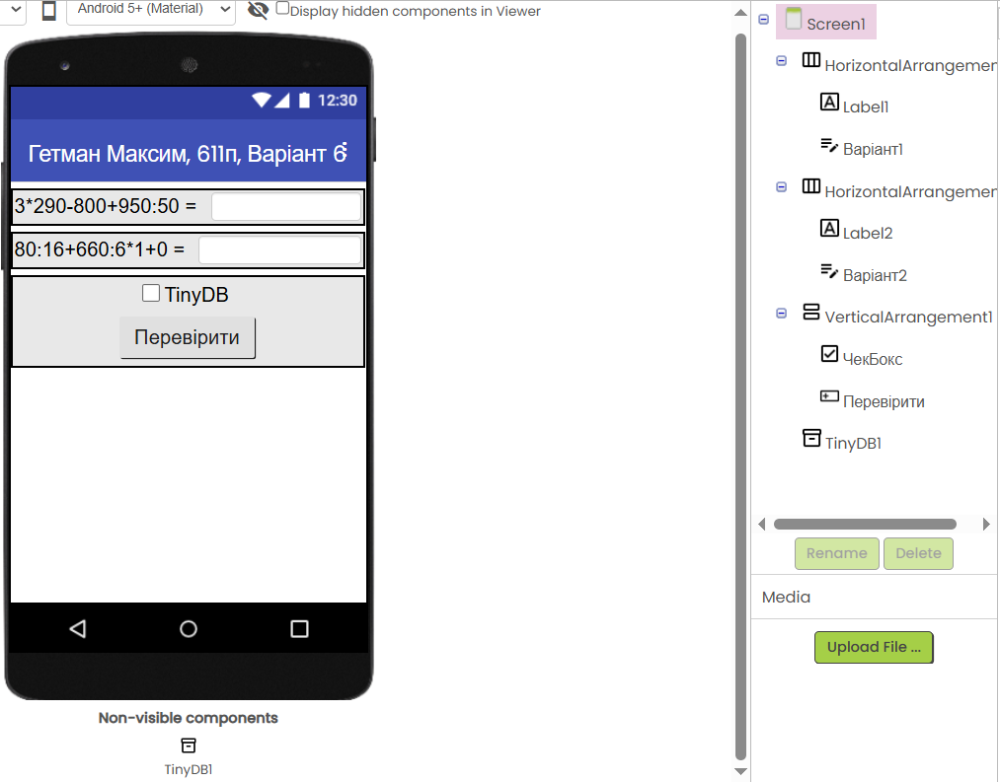 Android 5+ (Material)
Display hidden components in Viewer
12:30
Гетман Максим, 611п, Варіант 6
3*290-800+950:50 =
80:16+660:6*1+0 =
TinyDB
Перевірити
Non-visible components
TinyDB1
Screen1
HorizontalArrangemen
Label1
Варіант1
HorizontalArrangemen
Label2
Варіант2
VerticalArrangement1
ЧекБокс
Перевірити
TinyDB1
Rename Delete
Media
Upload File ...